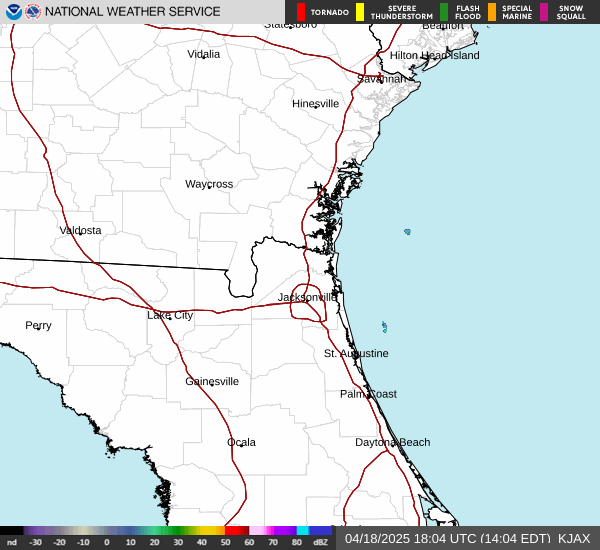 NATIONAL WEATHER SERVICE
TORNADO
SEVERE THUNDERSTORM
FLASH FLOOD
SPECIAL MARINE
SNOW SQUALL
Statesboro
Beaufort
Vidalia
Hilton Head Island
Savannah
Hinesville
Waycross
Valdosta
Jacksonville
Lake City
Perry
St. Augustine
Gainesville
Palm Coast
Ocala
Daytona Beach
nd -30 -20 -10 0 10 20 30 40 50 60 70 80 dBZ
04/18/2025 18:04 UTC (14:04 EDT) KJAX